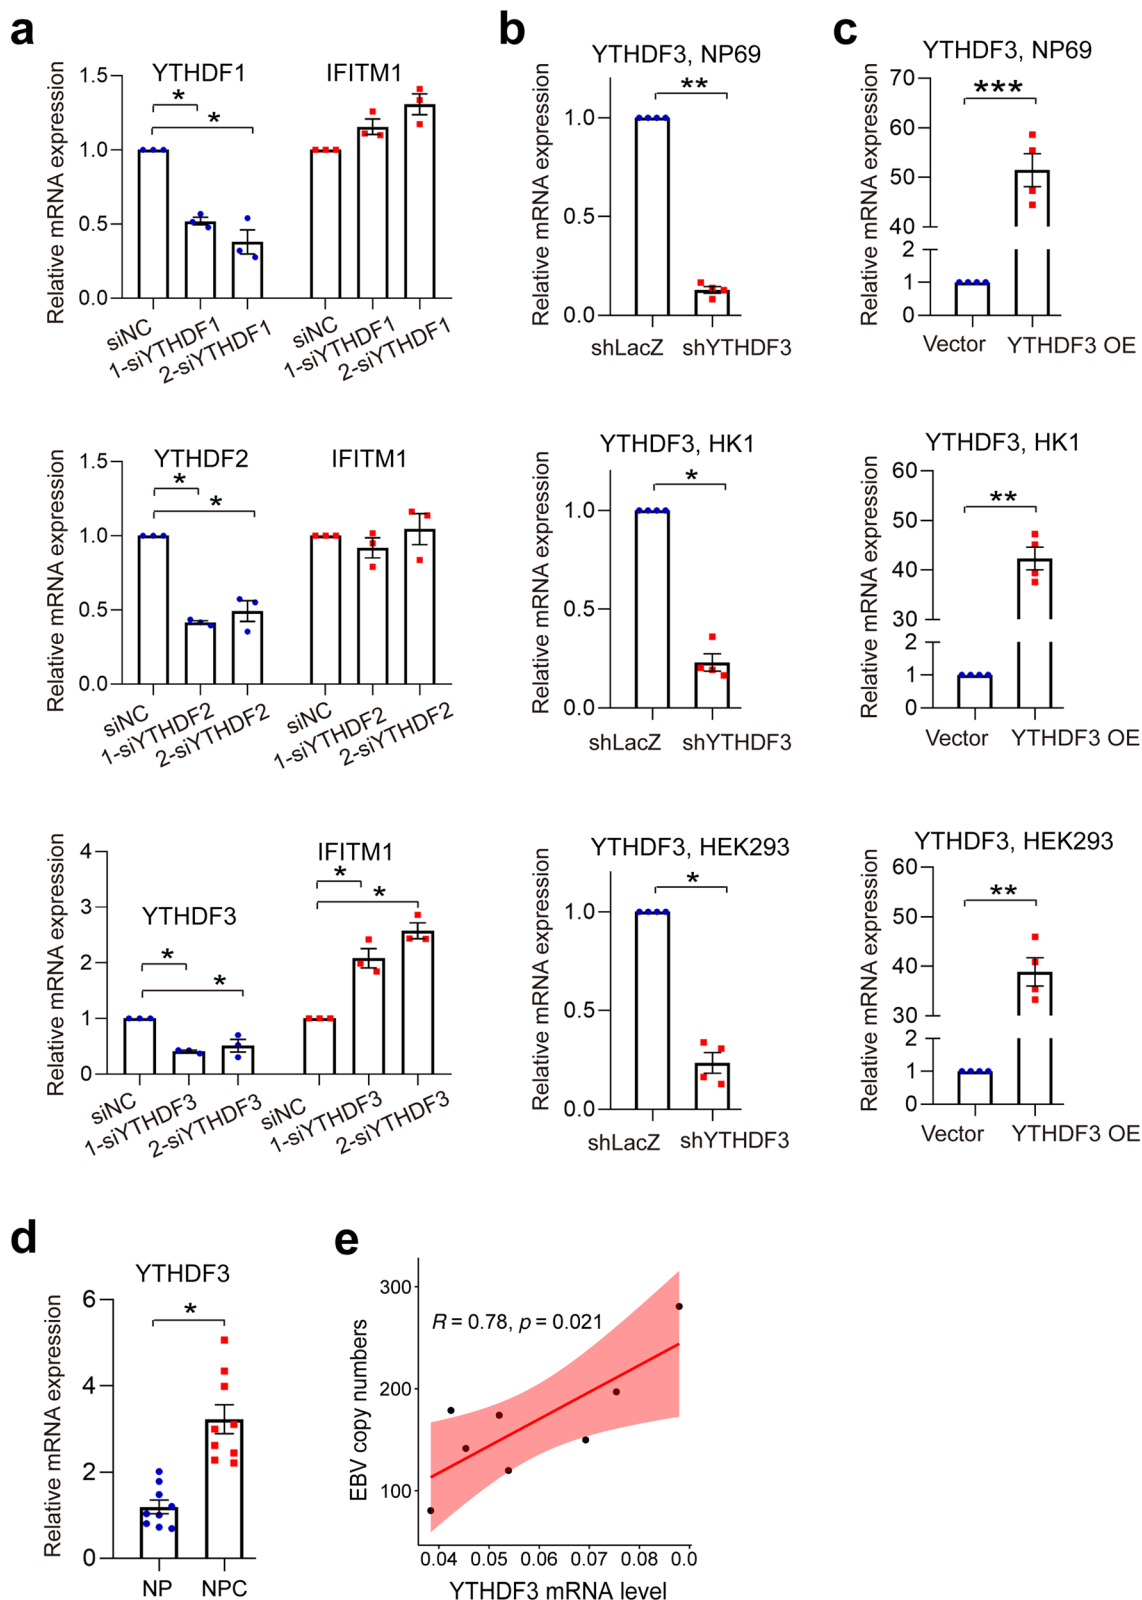 a
YTHDF1 IFITM1
* *
Relative mRNA expression
1.5
1.0
0.5
0.0
siNC 1-siYTHDF1 2-siYTHDF1 siNC 1-siYTHDF1 2-siYTHDF1
YTHDF2 IFITM1
* *
Relative mRNA expression
1.5
1.0
0.5
0.0
siNC 1-siYTHDF2 2-siYTHDF2 siNC 1-siYTHDF2 2-siYTHDF2
IFITM1
* *
YTHDF3
* *
Relative mRNA expression
4
3
2
1
0
siNC 1-siYTHDF3 2-siYTHDF3 siNC 1-siYTHDF3 2-siYTHDF3
b
YTHDF3, NP69
**
Relative mRNA expression
1.0
0.5
0.0
shLacZ shYTHDF3
YTHDF3, HK1
*
Relative mRNA expression
1.0
0.5
0.0
shLacZ shYTHDF3
YTHDF3, HEK293
*
Relative mRNA expression
1.0
0.5
0.0
shLacZ shYTHDF3
c
YTHDF3, NP69
***
Relative mRNA expression
70
60
50
40
2
1
0
Vector YTHDF3 OE
YTHDF3, HK1
**
Relative mRNA expression
60
50
40
30
2
1
0
Vector YTHDF3 OE
YTHDF3, HEK293
**
Relative mRNA expression
60
50
40
30
2
1
0
Vector YTHDF3 OE
d
YTHDF3
*
Relative mRNA expression
6
4
2
0
NP NPC
e
R = 0.78, p = 0.021
EBV copy numbers
300
200
100
0.04 0.05 0.06 0.07 0.08 0.0
YTHDF3 mRNA level